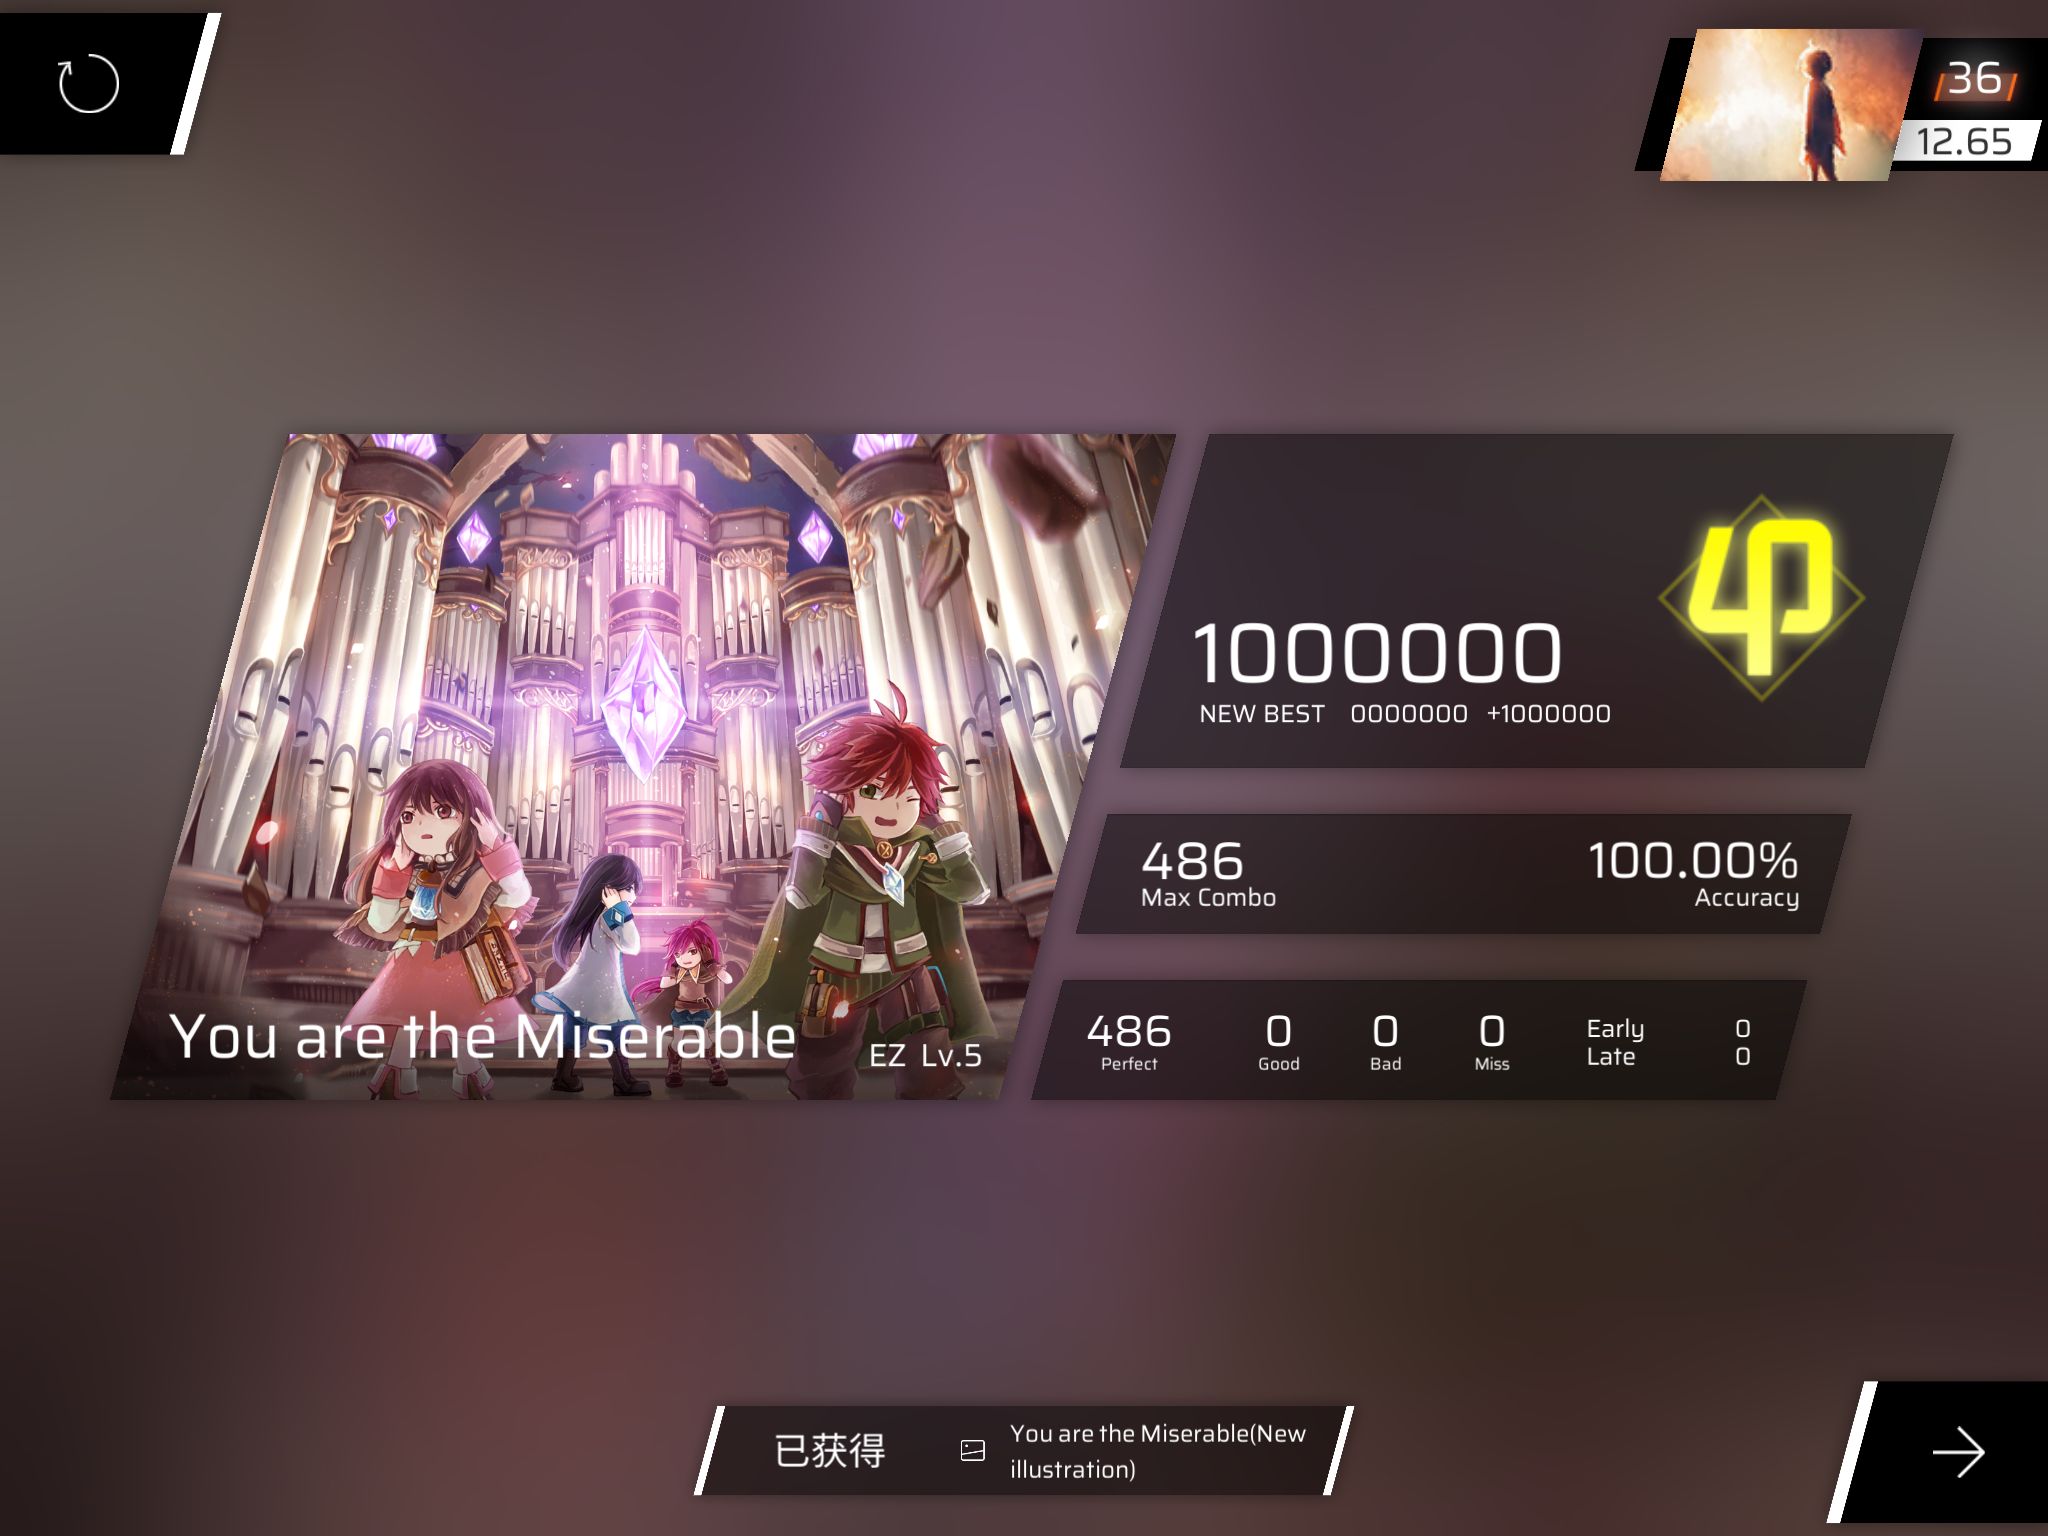 36
12.65
1000000
NEW BEST 0000000 +1000000
486
Max Combo
100.00%
Accuracy
You are the Miserable
EZ Lv.5
486
Perfect
0
Good
0
Bad
0
Miss
Early 0
Late 0
已获得
You are the Miserable(New
illustration)